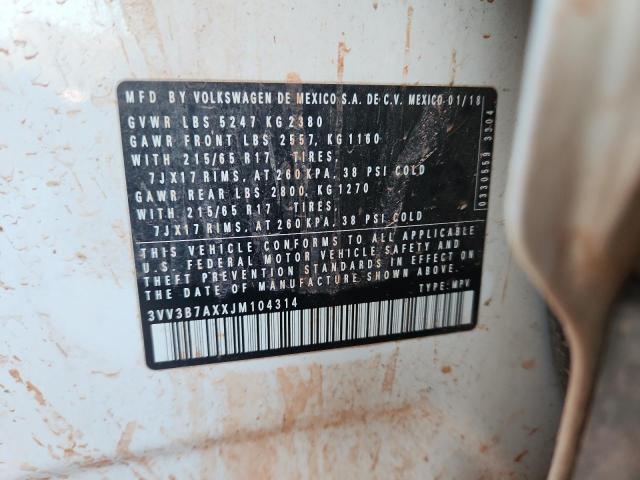 MFD BY VOLKSWAGEN DE MEXICO S.A. DE C.V. MEXICO-01/18
GVWR LBS 5247 KG 2380
GAWR FRONT LBS 2557, KG 1160
WITH 215/65 R17 TIRES,
7JX17 RIMS, AT 260 KPA, 38 PSI COLD
GAWR REAR LBS 2800, KG 1270
WITH 215/65 R17 TIRES,
7JX17 RIMS, AT 260 KPA, 38 PSI COLD
THIS VEHICLE CONFORMS TO ALL APPLICABLE
U.S. FEDERAL MOTOR VEHICLE SAFETY AND
THEFT PREVENTION STANDARDS IN EFFECT ON
THE DATE OF MANUFACTURE SHOWN ABOVE.
3VV3B7AXXJM104314 TYPE: MPV
0330559 3304